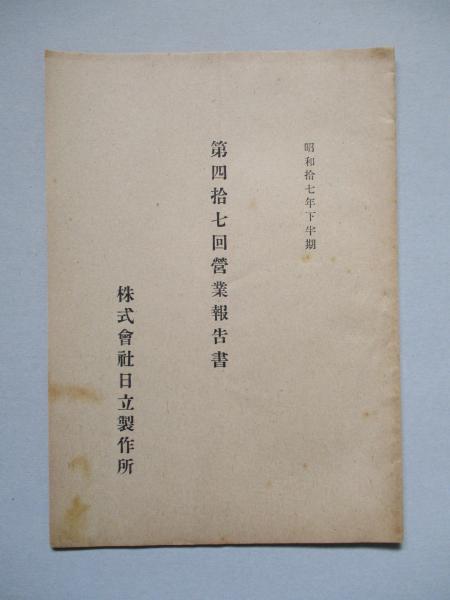 昭和拾七年下半期
第四拾七回營業報告書
株式會社日立製作所